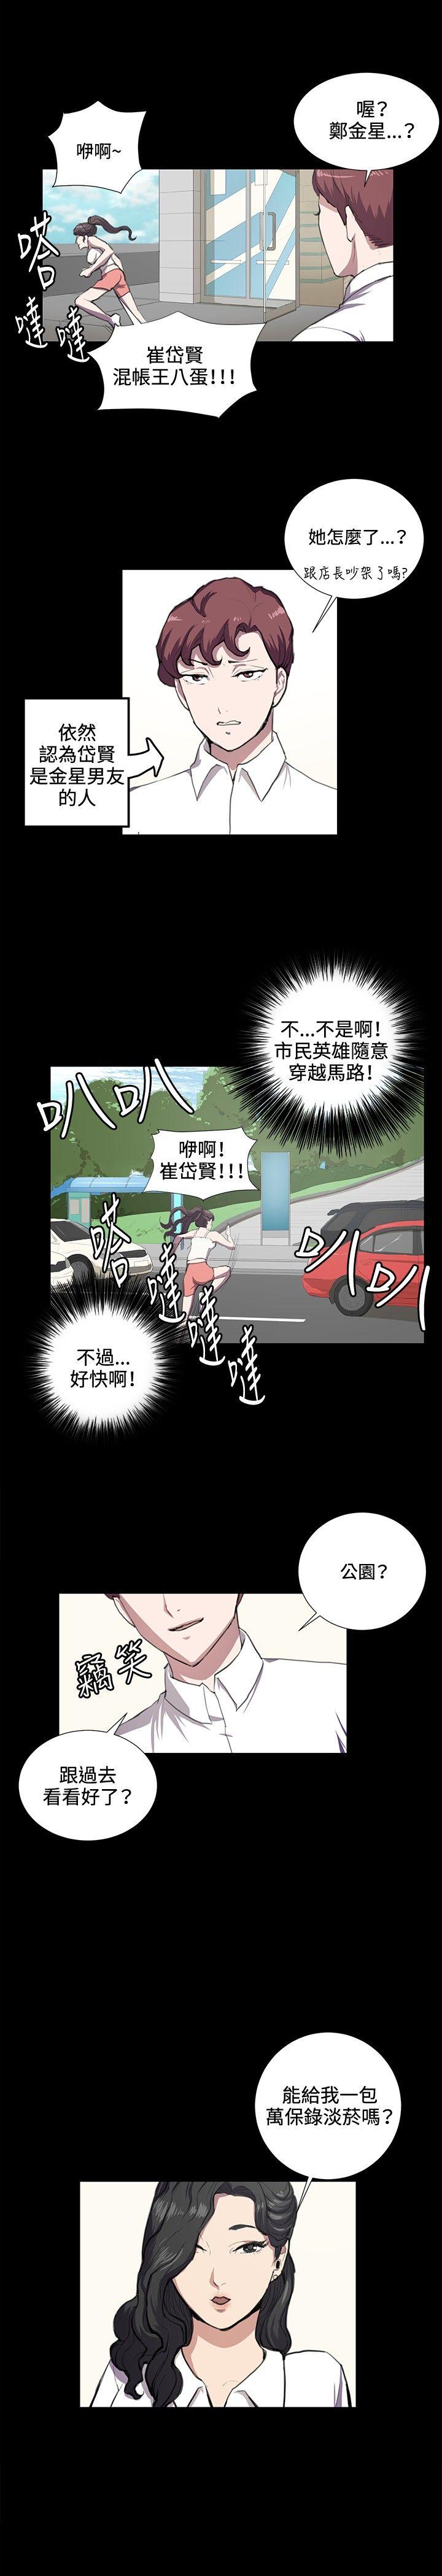 喔？
鄭金星...？
咿啊~
嗒
噠
噠
崔岱賢
混帳王八蛋!!!
她怎麼了...？
跟店長吵架了嗎?
依然
認為岱賢
是金星男友
的人
不...不是啊!
市民英雄隨意
穿越馬路!
叭叭
咿啊!
崔岱賢!!!
叭叭
嗒
噠
噠
噠
不過...
好快啊!
公園？
竊笑
跟過去
看看好了？
能給我一包
萬保錄淡菸嗎？